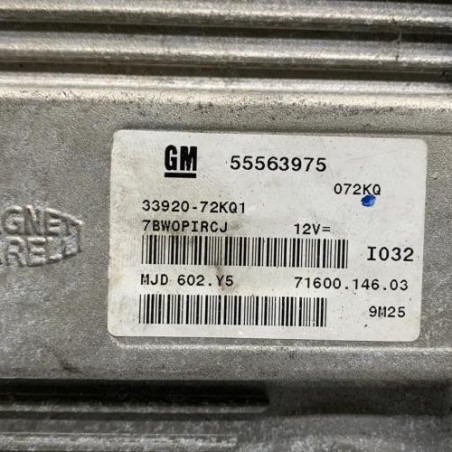 GM 55563975
072KQ
33920-72KQ1
7BWOPIRCJ 12V=
I032
MJD 602.Y5 71600.146.03
9M25